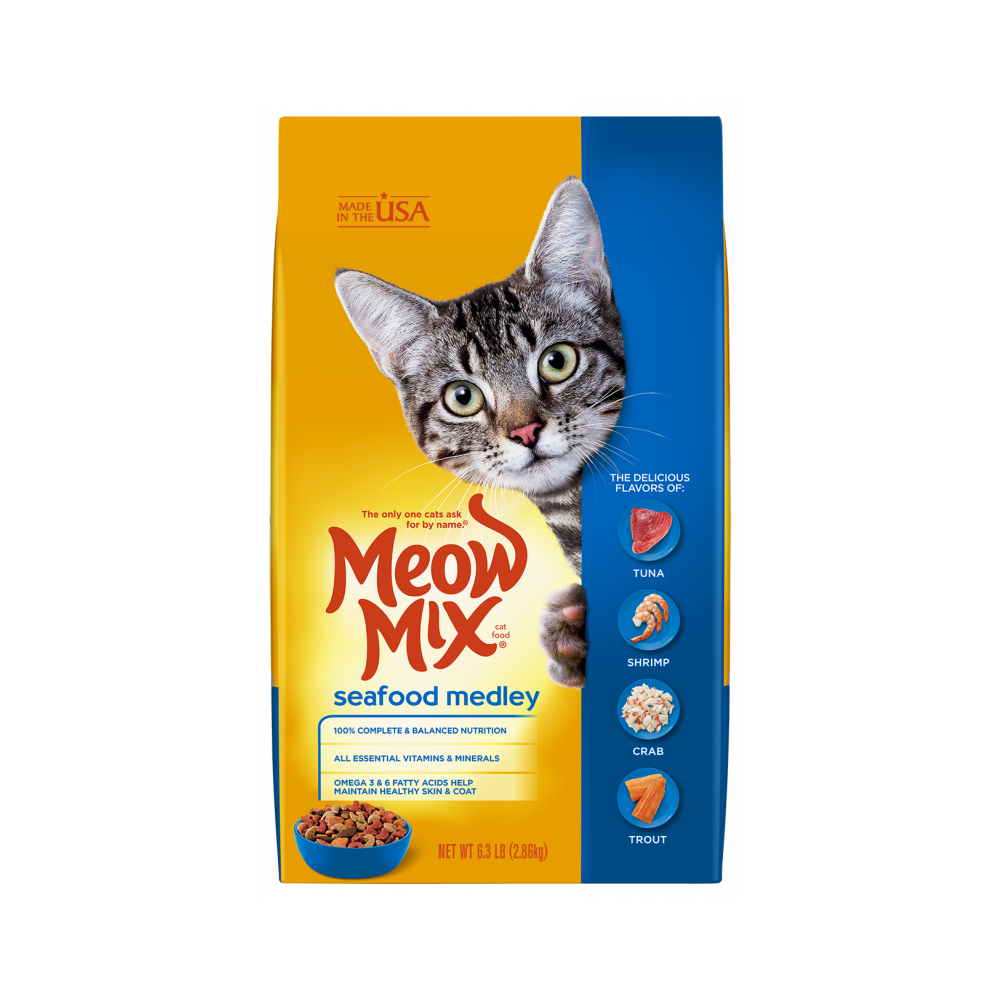 MADE
IN THE USA
The only one cats ask
for by name.®
Meow
Mix
cat
food
®
seafood medley
100% COMPLETE & BALANCED NUTRITION
ALL ESSENTIAL VITAMINS & MINERALS
OMEGA 3 & 6 FATTY ACIDS HELP
MAINTAIN HEALTHY SKIN & COAT
NET WT 6.3 LB (2.86kg)
THE DELICIOUS
FLAVORS OF:
TUNA
SHRIMP
CRAB
TROUT